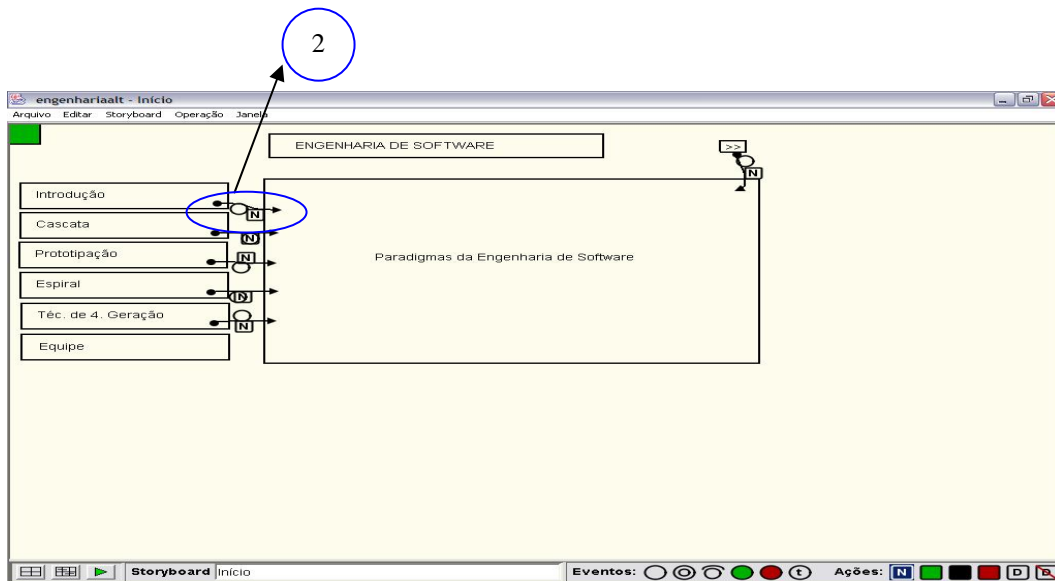 2
engenhariaalt - Início
Arquivo Editar Storyboard Operação Janela
ENGENHARIA DE SOFTWARE
>>
N
Introdução
N
Cascata
N
Prototipação
N
Paradigmas da Engenharia de Software
Espiral
N
Téc. de 4. Geração
N
Equipe
Storyboard Início
Eventos: t Ações: N D D